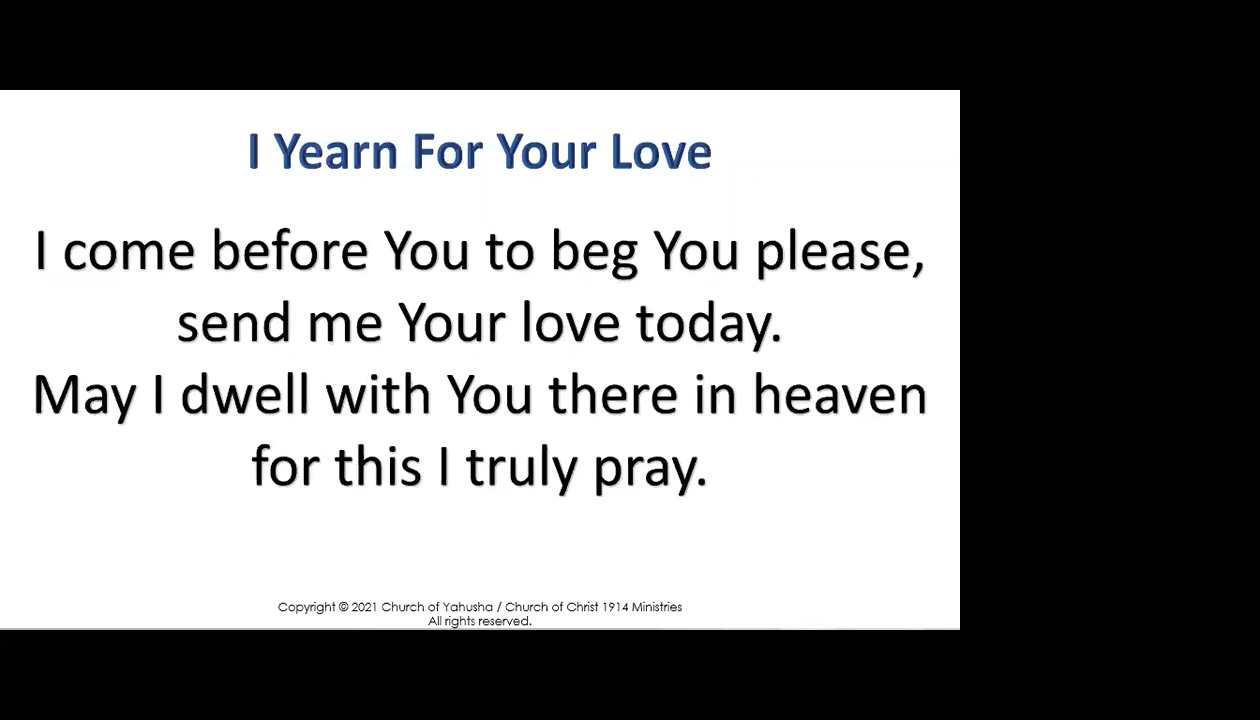 I Yearn For Your Love
I come before You to beg You please,
send me Your love today.
May I dwell with You there in heaven
for this I truly pray.
Copyright © 2021 Church of Yahusha / Church of Christ 1914 Ministries
All rights reserved.